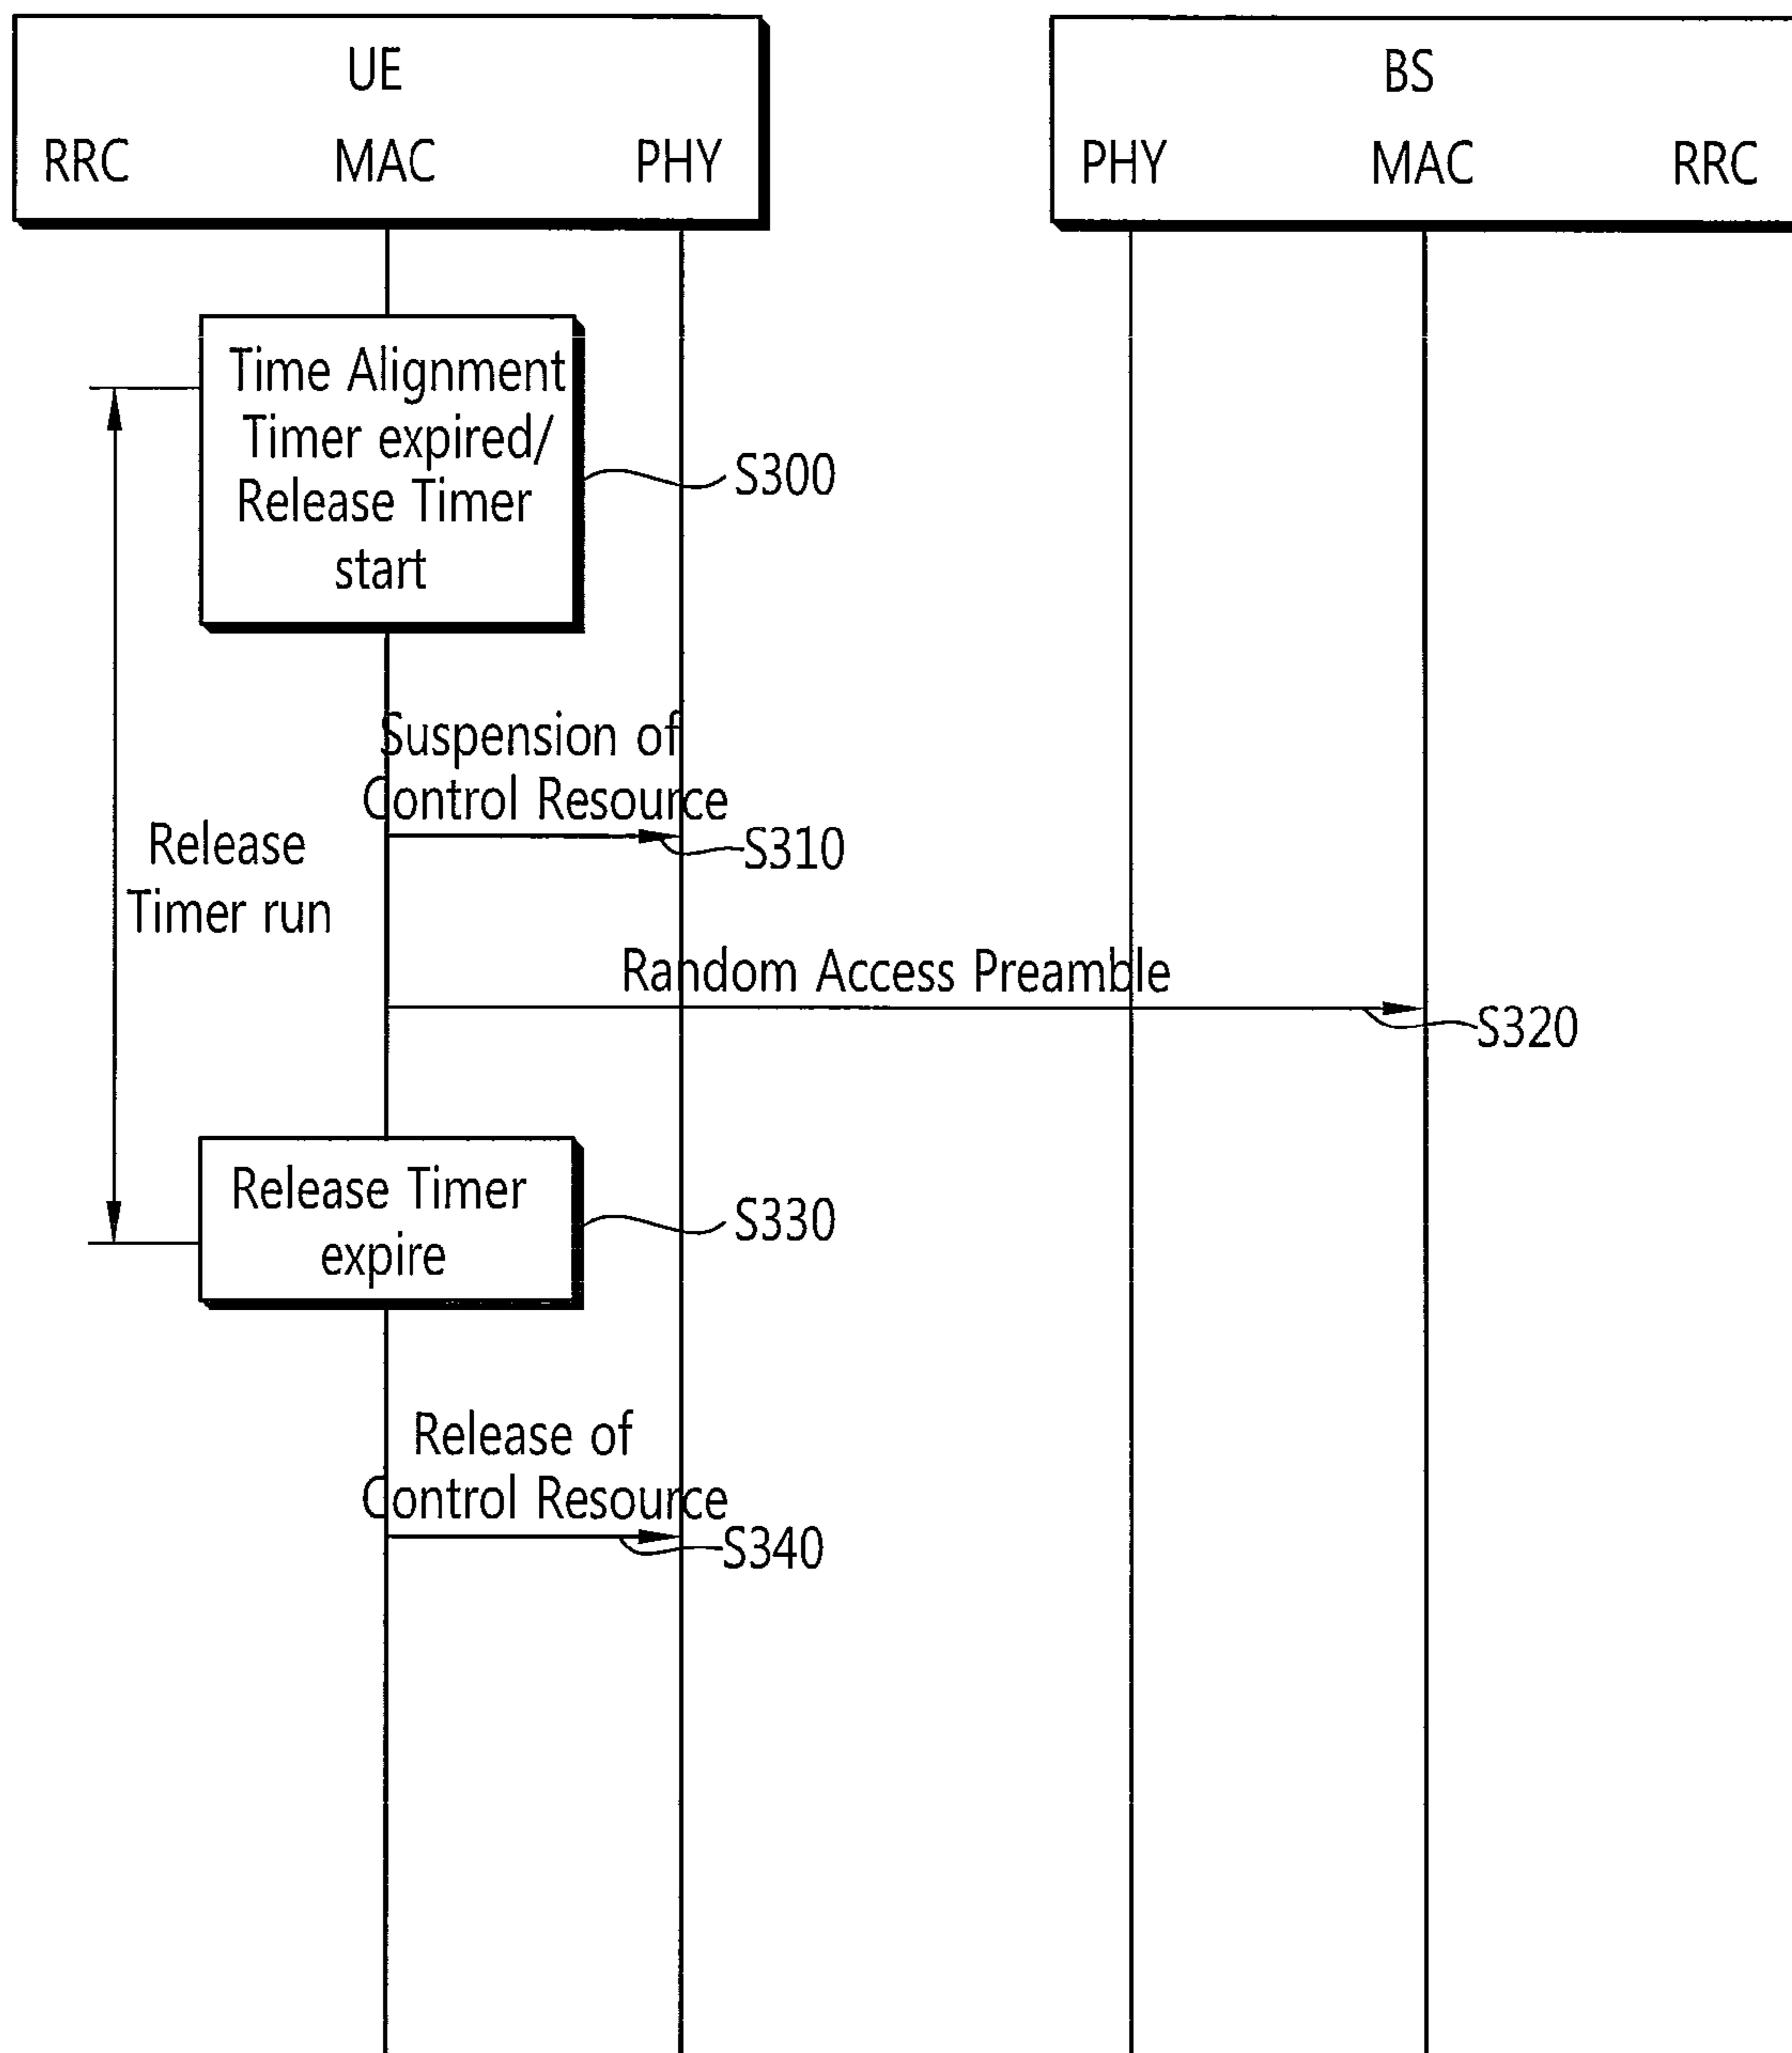 UE
BS
RRC MAC PHY
PHY MAC RRC
Time Alignment
Timer expired/
Release Timer
start
S300
Suspension of
Control Resource
S310
Release
Timer run
Random Access Preamble
S320
Release Timer
expire
S330
Release of
Control Resource
S340